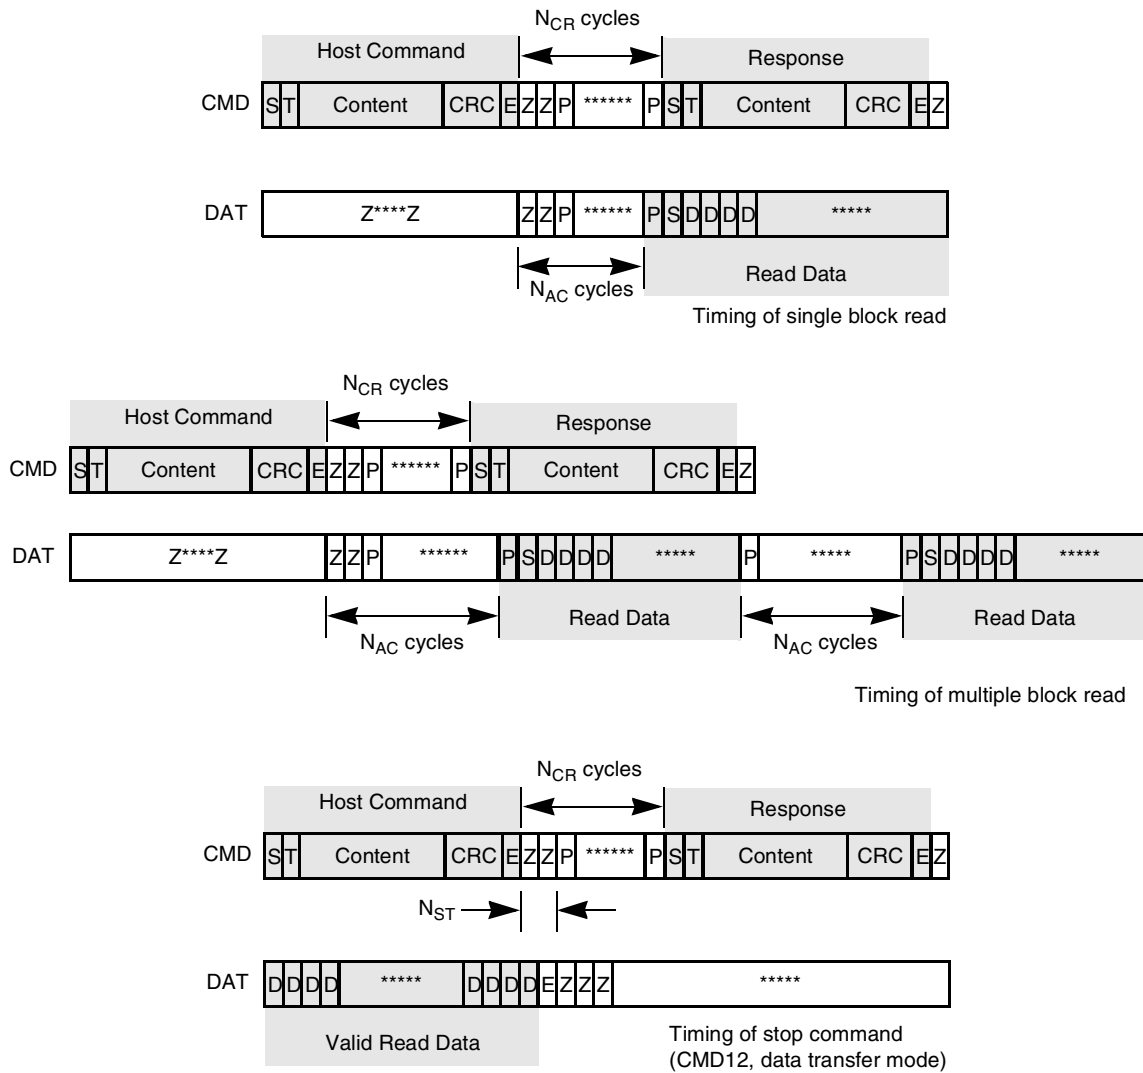 N_CR cycles
Host Command Response
CMD S T Content CRC E Z Z P ****** P S T Content CRC E Z
DAT Z****Z Z Z P ****** P S D D D D *****
N_AC cycles Read Data
Timing of single block read
N_CR cycles
Host Command Response
CMD S T Content CRC E Z Z P ****** P S T Content CRC E Z
DAT Z****Z Z Z P ****** P S D D D D ***** P ***** P S D D D D *****
N_AC cycles Read Data N_AC cycles Read Data
Timing of multiple block read
N_CR cycles
Host Command Response
CMD S T Content CRC E Z Z P ****** P S T Content CRC E Z
N_ST
DAT D D D D ***** D D D D E Z Z Z *****
Valid Read Data
Timing of stop command
(CMD12, data transfer mode)